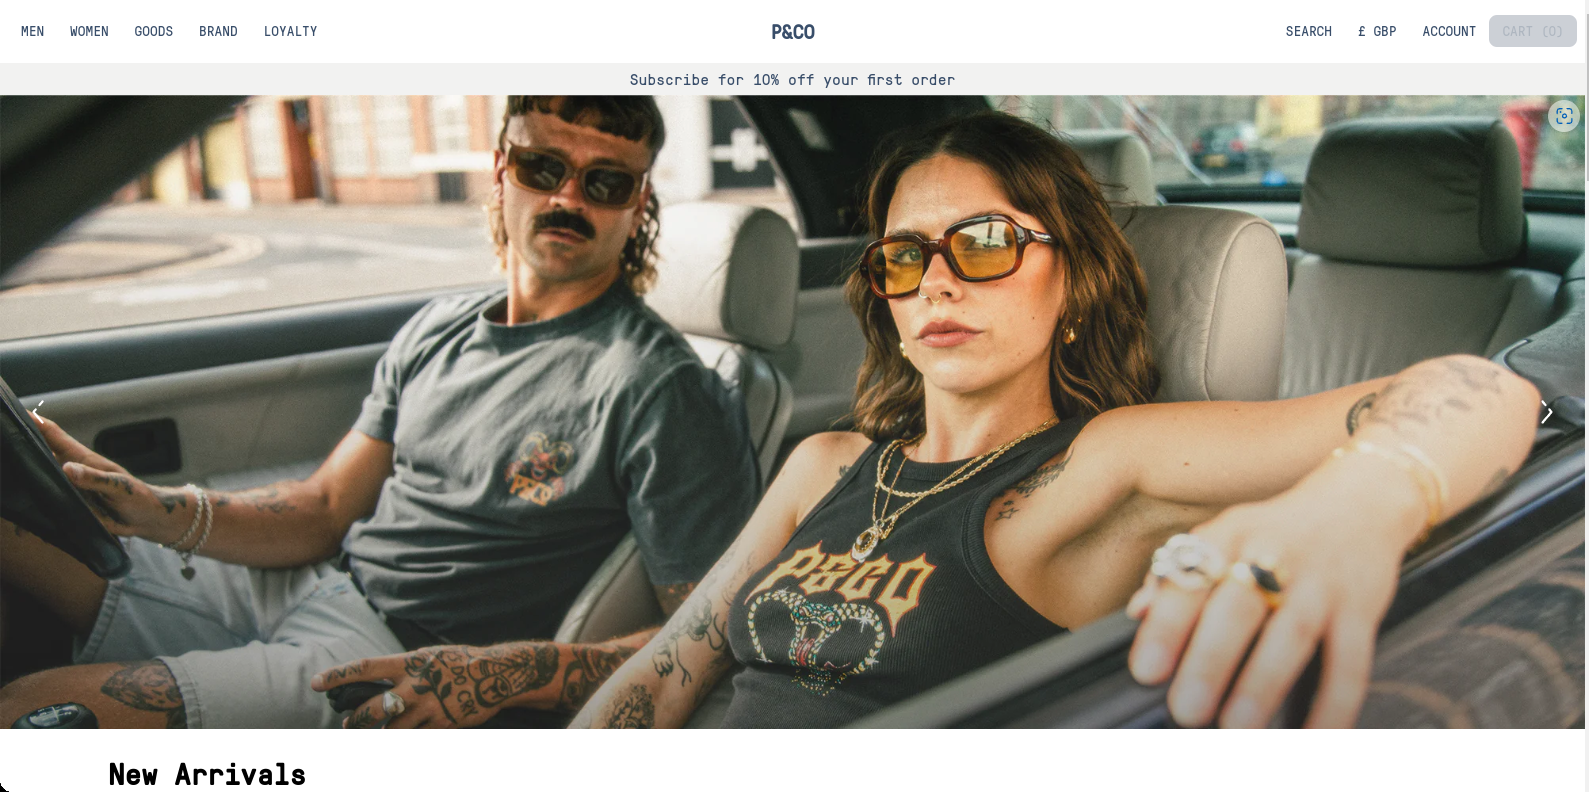 MEN WOMEN GOODS BRAND LOYALTY P&CO SEARCH £ GBP ACCOUNT CART (0)
Subscribe for 10% off your first order
P&CO
P&CO
New Arrivals